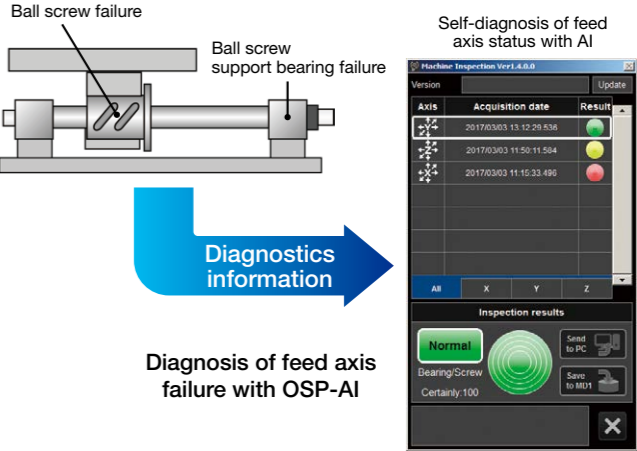 Ball screw failure
Ball screw
support bearing failure
Diagnostics
information
Diagnosis of feed axis
failure with OSP-AI
Self-diagnosis of feed
axis status with AI
Machine Inspection Ver1.4.0.0
Version
Update
Axis Acquisition date Result
Y 2017/03/03 13:12:29.536
Z 2017/03/03 11:50:11.584
X 2017/03/03 11:15:33.496
All X Y Z
Inspection results
Normal
Bearing/Screw
Certainly:100
Send
to PC
Save
to MD1